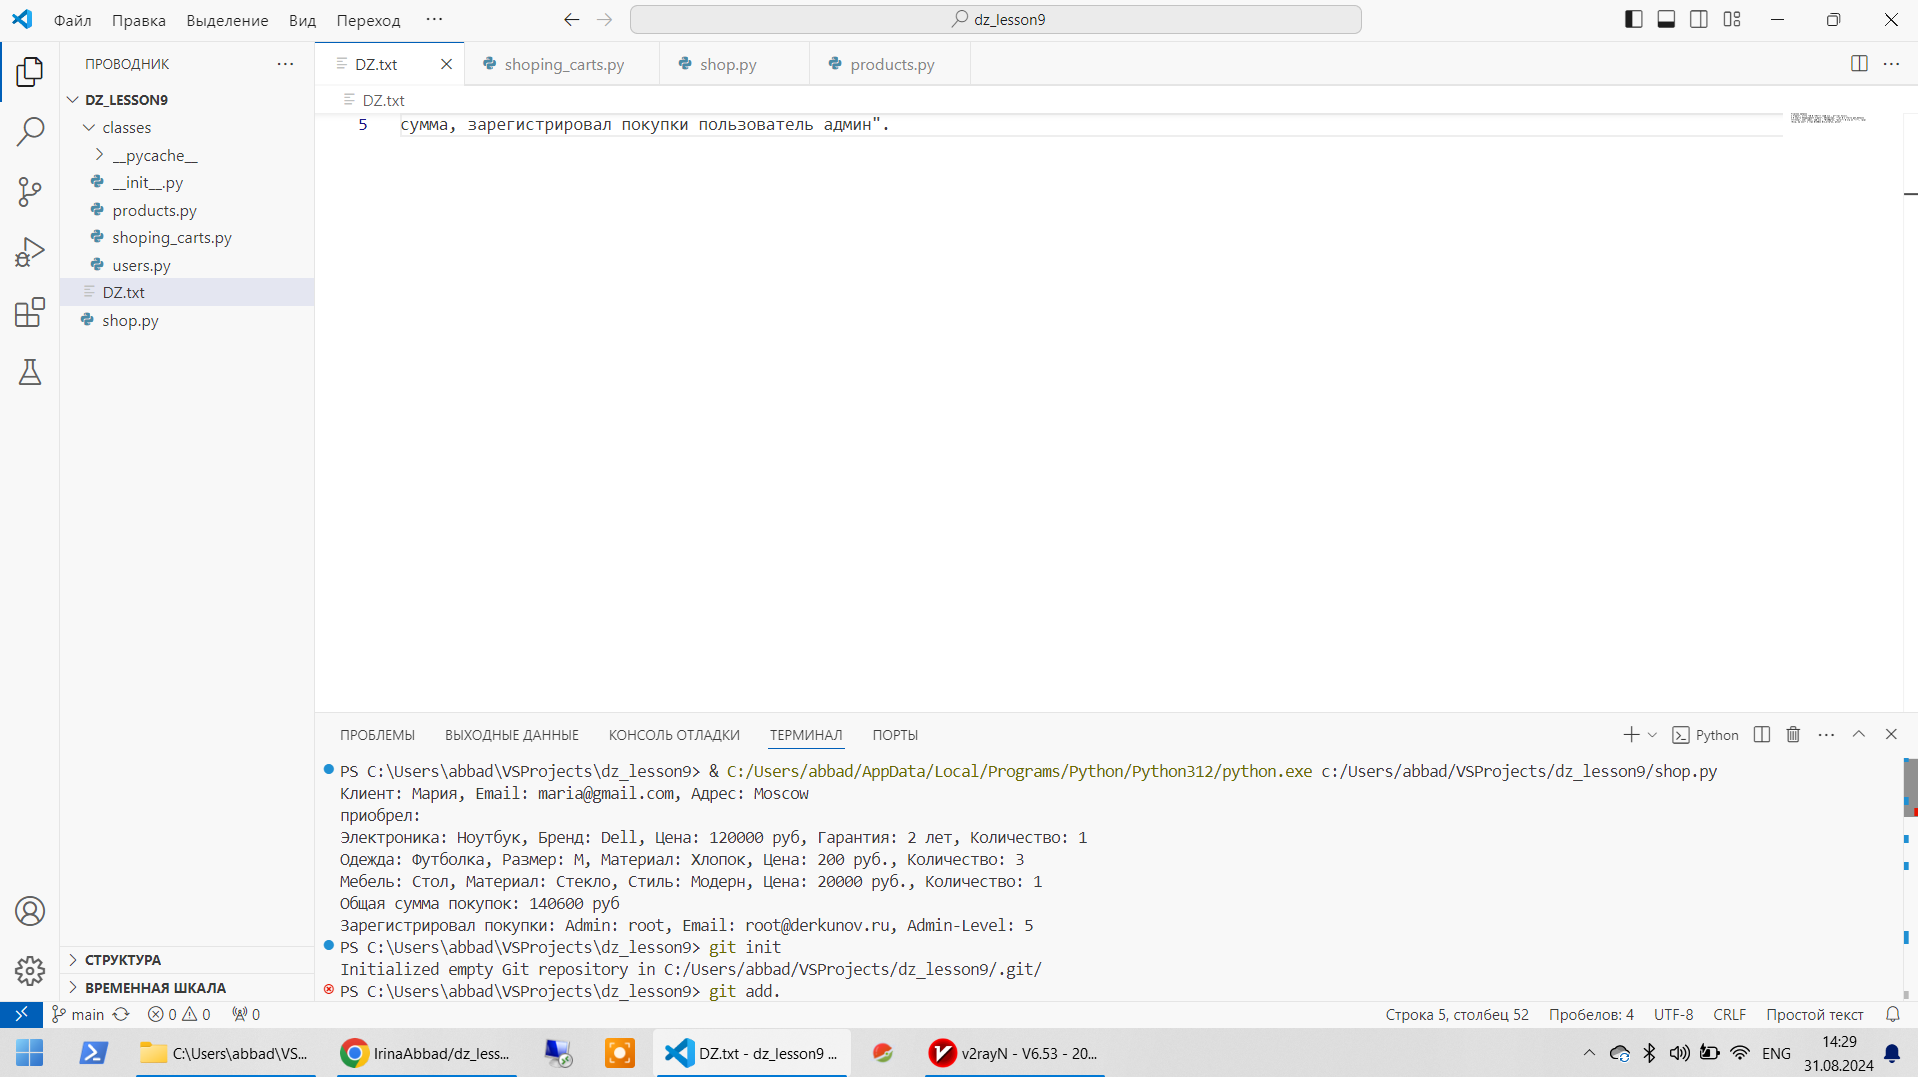 Файл Правка Выделение Вид Переход ··· dz_lesson9
ПРОВОДНИК ···
DZ.txt shoping_carts.py shop.py products.py ···
DZ_LESSON9
DZ.txt
classes
5 сумма, зарегистрировал покупки пользователь админ".
__pycache__
__init__.py
products.py
shoping_carts.py
users.py
DZ.txt
shop.py
ПРОБЛЕМЫ ВЫХОДНЫЕ ДАННЫЕ КОНСОЛЬ ОТЛАДКИ ТЕРМИНАЛ ПОРТЫ Python ···
PS C:\Users\abbad\VSProjects\dz_lesson9> & C:/Users/abbad/AppData/Local/Programs/Python/Python312/python.exe c:/Users/abbad/VSProjects/dz_lesson9/shop.py
Клиент: Мария, Email: maria@gmail.com, Адрес: Moscow
приобрел:
Электроника: Ноутбук, Бренд: Dell, Цена: 120000 руб, Гарантия: 2 лет, Количество: 1
Одежда: Футболка, Размер: M, Материал: Хлопок, Цена: 200 руб., Количество: 3
Мебель: Стол, Материал: Стекло, Стиль: Модерн, Цена: 20000 руб., Количество: 1
Общая сумма покупок: 140600 руб
Зарегистрировал покупки: Admin: root, Email: root@derkunov.ru, Admin-Level: 5
PS C:\Users\abbad\VSProjects\dz_lesson9> git init
Initialized empty Git repository in C:/Users/abbad/VSProjects/dz_lesson9/.git/
PS C:\Users\abbad\VSProjects\dz_lesson9> git add.
СТРУКТУРА
ВРЕМЕННАЯ ШКАЛА
main 0 0 0 Строка 5, столбец 52 Пробелов: 4 UTF-8 CRLF Простой текст
C:\Users\abbad\VS... IrinaAbbad/dz_less... DZ.txt - dz_lesson9 ... v2rayN - V6.53 - 20... ENG 14:29
31.08.2024